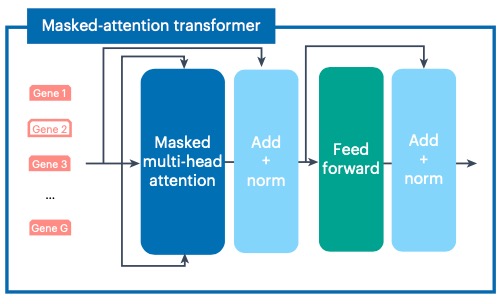 Masked-attention transformer
Gene 1
Gene 2
Gene 3
...
Gene G
Masked
multi-head
attention
Add
+
norm
Feed
forward
Add
+
norm